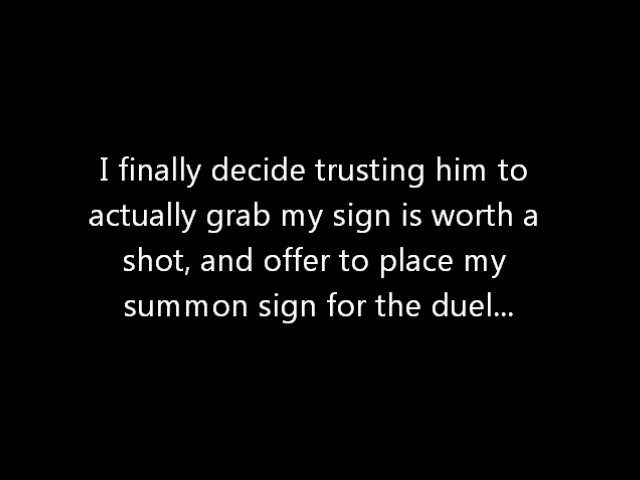 I finally decide trusting him to
actually grab my sign is worth a
shot, and offer to place my
summon sign for the duel...